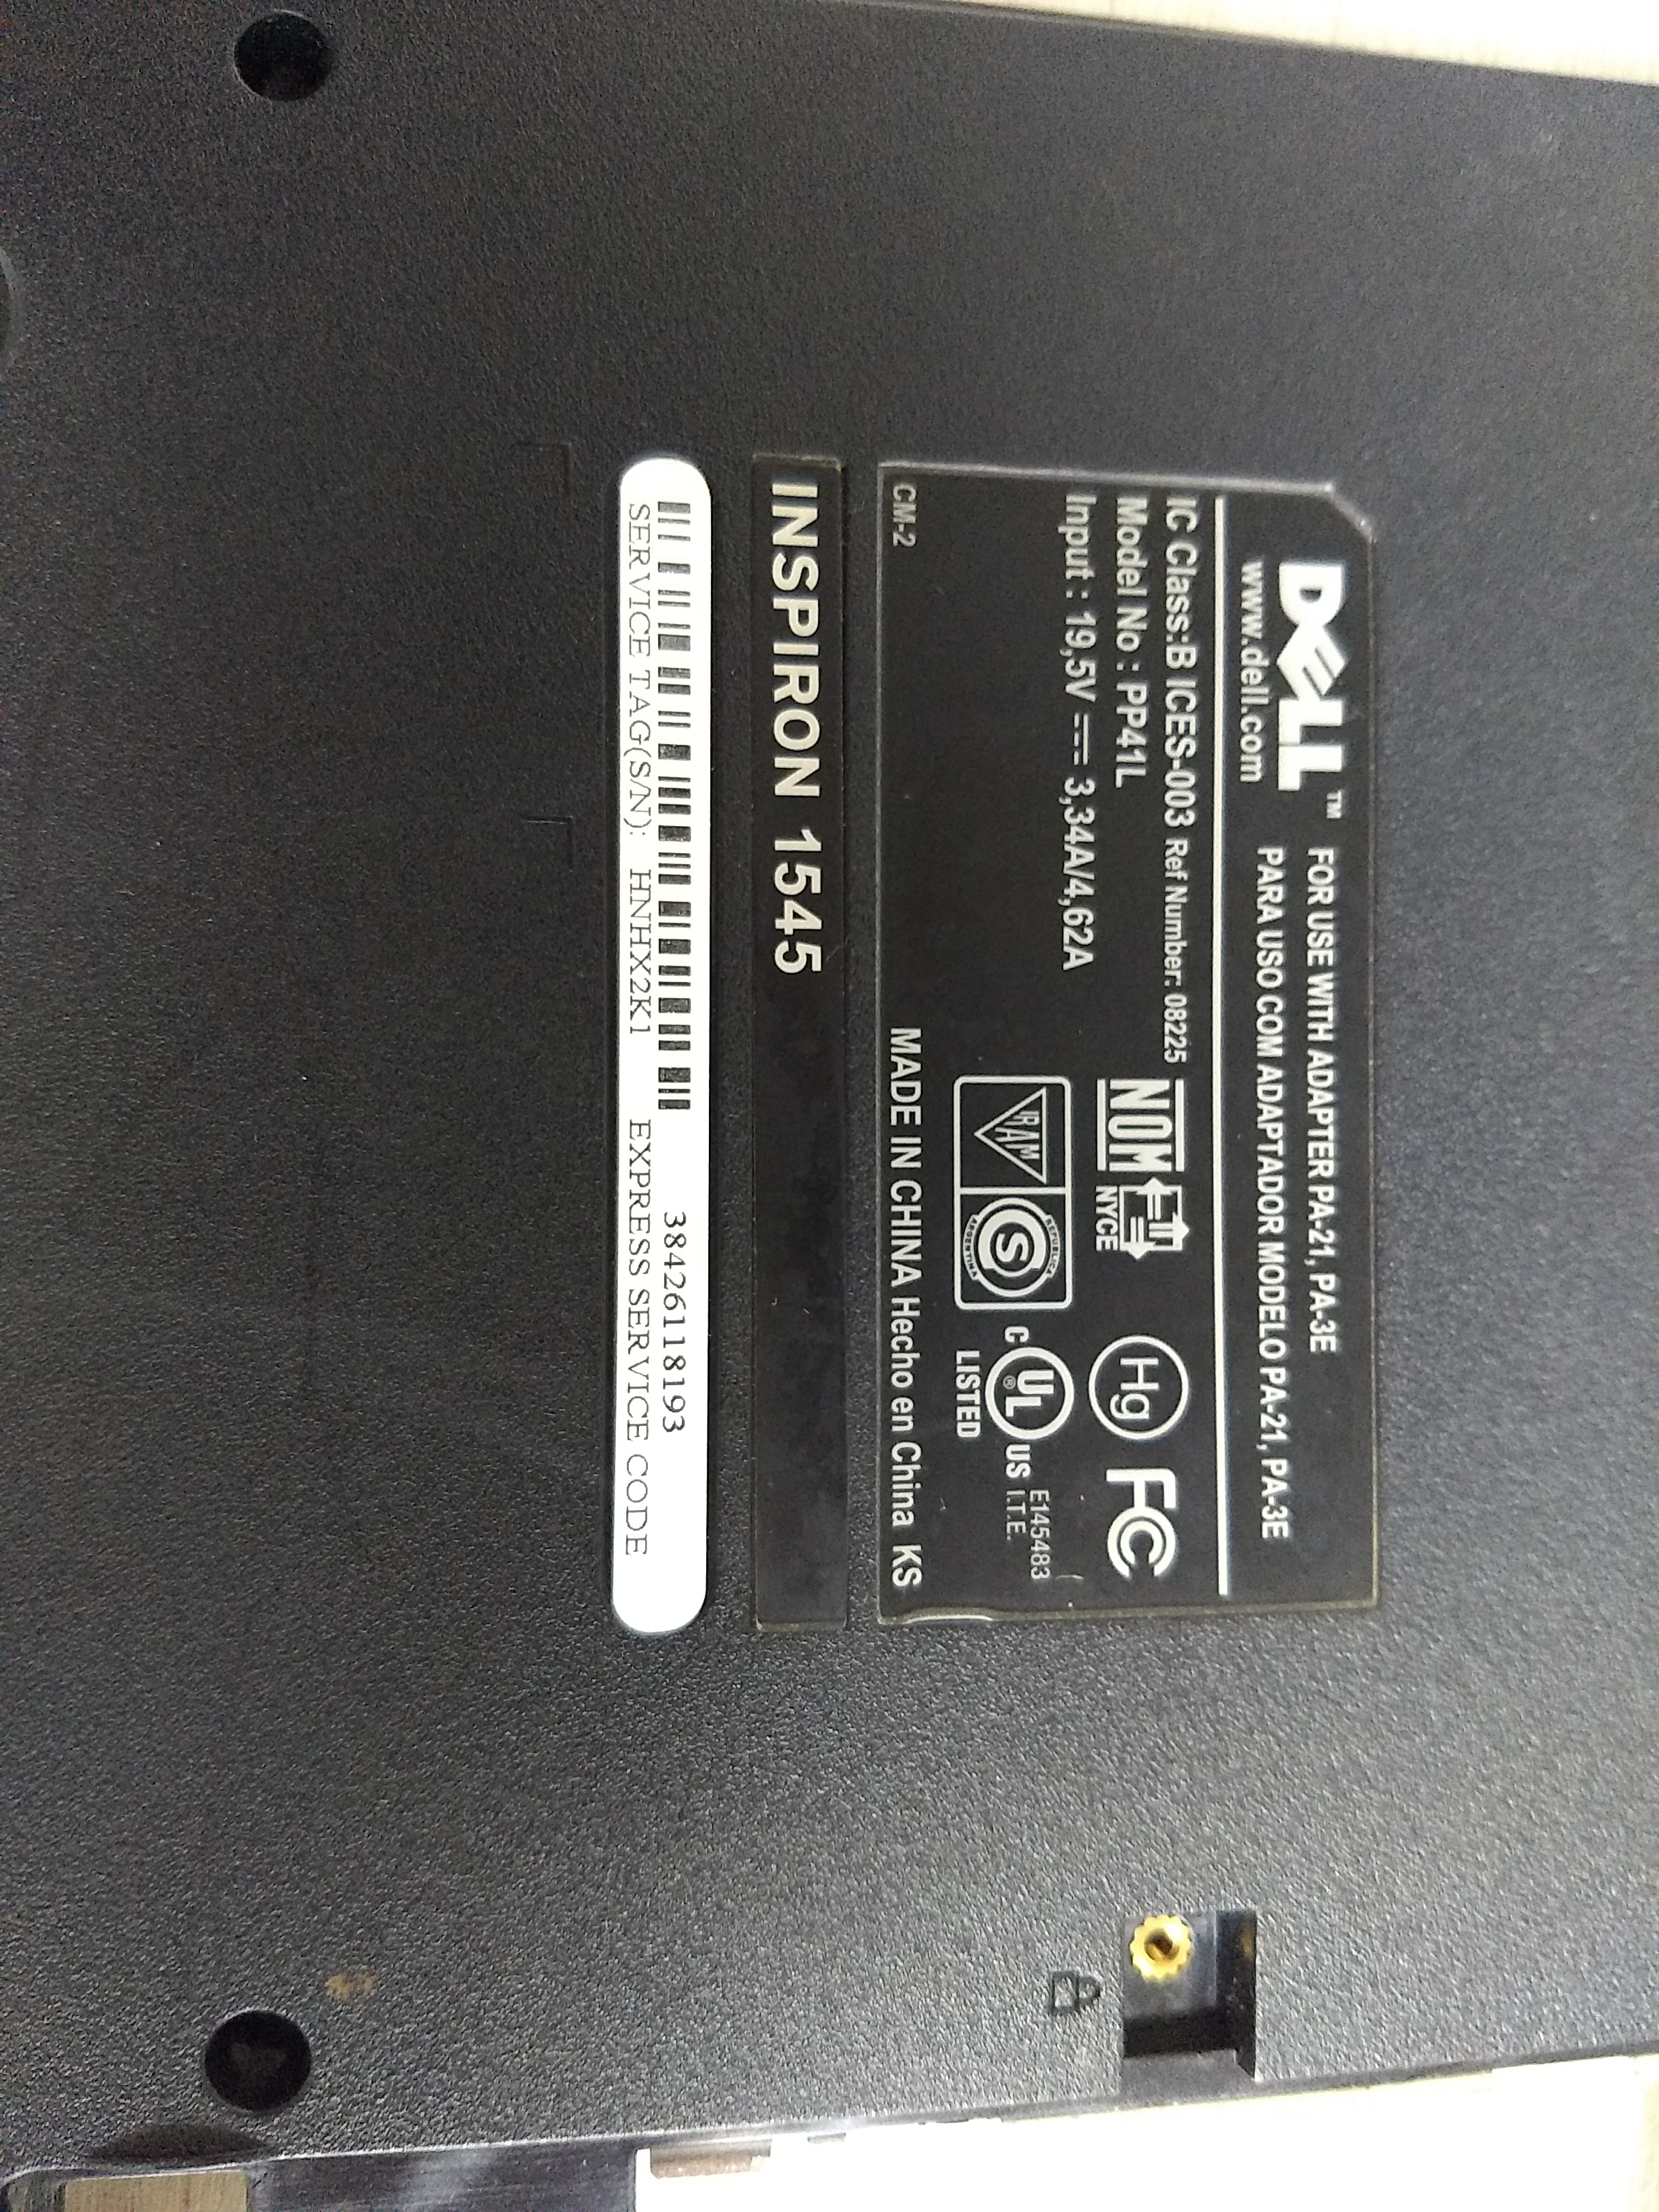 DELL™ FOR USE WITH ADAPTER PA-21, PA-3E
www.dell.com PARA USO COM ADAPTADOR MODELO PA-21, PA-3E
IC Class:B ICES-003 Ref Number: 08225
Model No : PP41L
Input : 19,5V ⎓ 3,34A/4,62A
NOM
NYCE
Hg
FC
IRAM
S
REPUBLICA
ARGENTINA
C UL® US
LISTED
E145483
I.T.E.
CM-2
MADE IN CHINA Hecho en China KS
INSPIRON 1545
38426118193
SERVICE TAG(S/N): HNHX2K1 EXPRESS SERVICE CODE